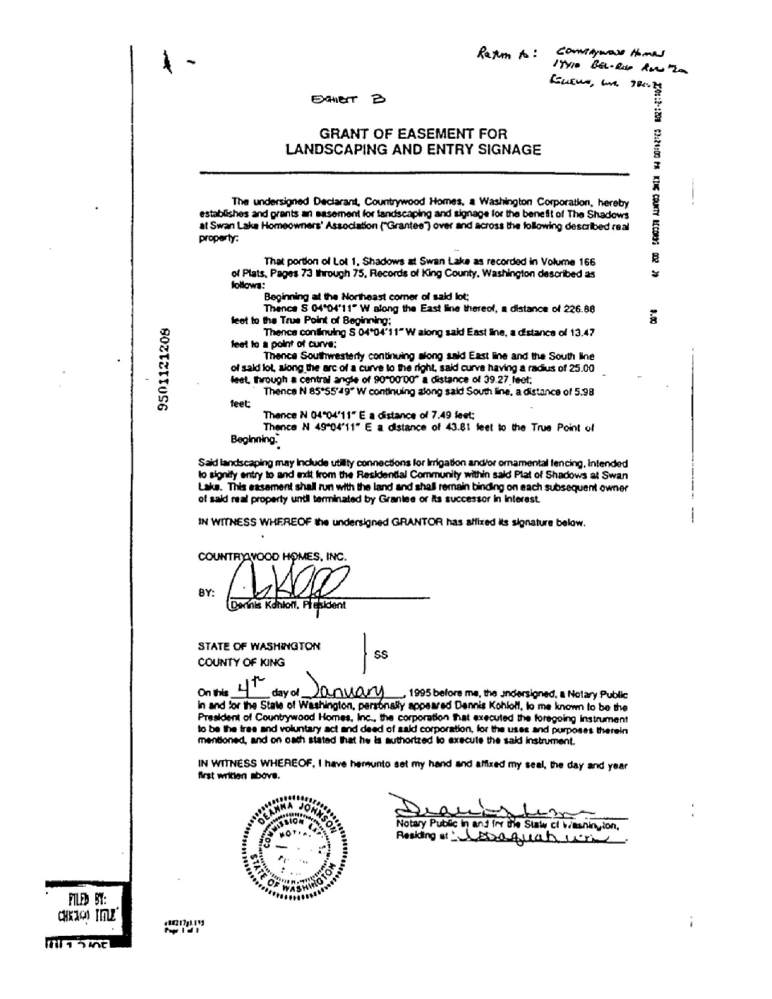 Return to: Countrywood Homes
14410 BEL-RED ROAD
EXHIBIT B
GRANT OF EASEMENT FOR
LANDSCAPING AND ENTRY SIGNAGE
The undersigned Declarant, Countrywood Homes, a Washington Corporation, hereby
establishes and grants an easement for landscaping and signage for the benefit of The Shadows
at Swan Lake Homeowners' Association ("Grantee") over and across the following described real
property:
That portion of Lot 1, Shadows at Swan Lake as recorded in Volume 166
of Plats, Pages 73 through 75, Records of King County, Washington described as
follows:
Beginning at the Northeast corner of said lot;
Thence S 04°04'11" W along the East line thereof, a distance of 226.88
feet to the True Point of Beginning;
Thence continuing S 04°04'11" W along said East line, a distance of 13.47
feet to a point of curve;
Thence Southwesterly continuing along said East line and the South line
of said lot, along the arc of a curve to the right, said curve having a radius of 25.00
feet, through a central angle of 90°00'00" a distance of 39.27 feet;
Thence N 85°55'49" W continuing along said South line, a distance of 5.98
feet;
Thence N 04°04'11" E a distance of 7.49 feet;
Thence N 49°04'11" E a distance of 43.81 feet to the True Point of
Beginning.
Said landscaping may include utility connections for irrigation and/or ornamental fencing, intended
to signify entry to and exit from the Residential Community within said Plat of Shadows at Swan
Lake. This easement shall run with the land and shall remain binding on each subsequent owner
of said real property until terminated by Grantee or its successor in interest.
IN WITNESS WHEREOF the undersigned GRANTOR has affixed its signature below.
COUNTRYWOOD HOMES, INC.
BY:
Dennis Kohloff, President
STATE OF WASHINGTON
SS
COUNTY OF KING
On this 4th day of January, 1995 before me, the undersigned, a Notary Public
in and for the State of Washington, personally appeared Dennis Kohloff, to me known to be the
President of Countrywood Homes, Inc., the corporation that executed the foregoing instrument
to be the free and voluntary act and deed of said corporation, for the uses and purposes therein
mentioned, and on oath stated that he is authorized to execute the said instrument.
IN WITNESS WHEREOF, I have hereunto set my hand and affixed my seal, the day and year
first written above.
DEANNA JOHNSON
COMMISSION
STATE OF WASHINGTON
Notary Public in and for the State of Washington,
Residing at Issaquah
9501121208
KING COUNTY RECORDS 002
8.00
FILED BY:
CHICAGO TITLE
Page 1 of 1